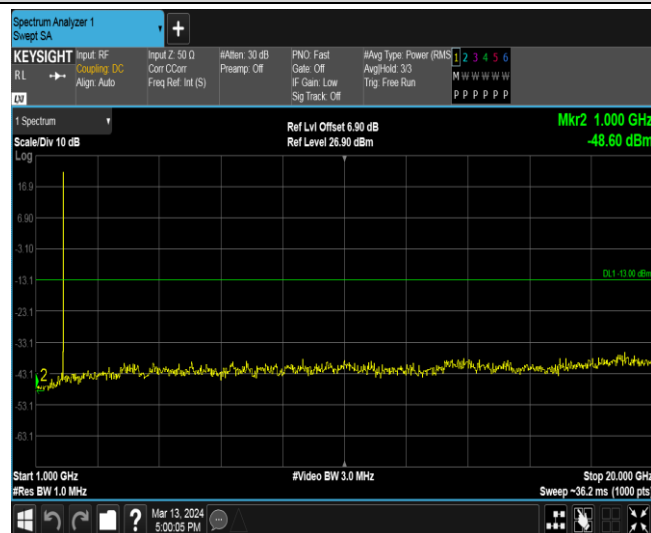 Spectrum Analyzer 1
Swept SA
KEYSIGHT
RL
LXI
Input: RF
Coupling: DC
Align: Auto
Input Z: 50 Ω
Corr CCorr
Freq Ref: Int (S)
#Atten: 30 dB
Preamp: Off
PNO: Fast
Gate: Off
IF Gain: Low
Sig Track: Off
#Avg Type: Power (RMS
Avg|Hold: 3/3
Trig: Free Run
1 2 3 4 5 6
M W W W W W
P P P P P P
1 Spectrum
Scale/Div 10 dB
Log
Ref Lvl Offset 6.90 dB
Ref Level 26.90 dBm
Mkr2 1.000 GHz
-48.60 dBm
16.9
6.90
-3.10
-13.1
DL1 -13.00 dBm
-23.1
-33.1
-43.1
2
-53.1
-63.1
Start 1.000 GHz
#Res BW 1.0 MHz
#Video BW 3.0 MHz
Stop 20.000 GHz
Sweep ~36.2 ms (1000 pts)
?
Mar 13, 2024
5:00:05 PM